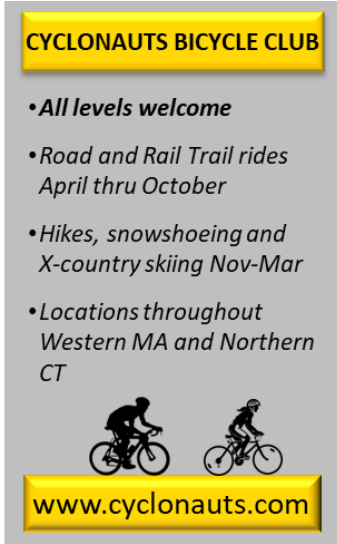 CYCLONAUTS BICYCLE CLUB
•All levels welcome
•Road and Rail Trail rides
April thru October
•Hikes, snowshoeing and
X-country skiing Nov-Mar
•Locations throughout
Western MA and Northern
CT
www.cyclonauts.com